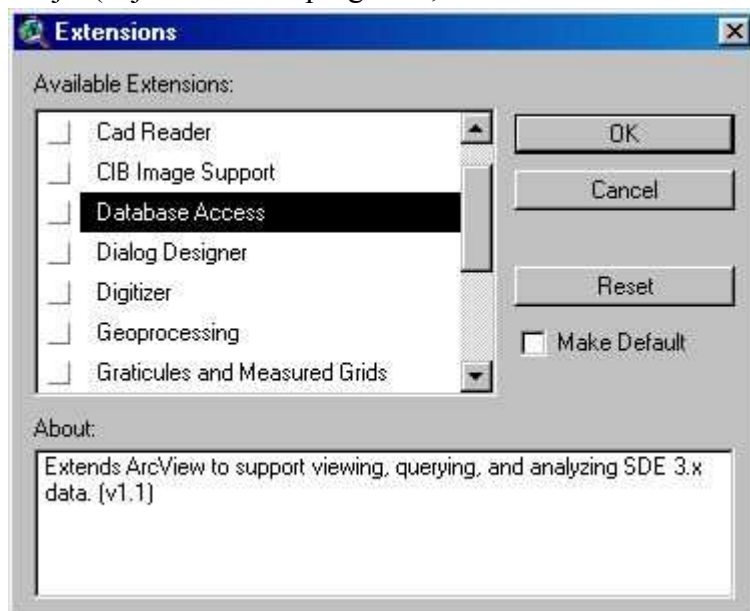 Extensions
Available Extensions:
Cad Reader
CIB Image Support
Database Access
Dialog Designer
Digitizer
Geoprocessing
Graticules and Measured Grids
OK
Cancel
Reset
Make Default
About:
Extends ArcView to support viewing, querying, and analyzing SDE 3.x
data. (v1.1)